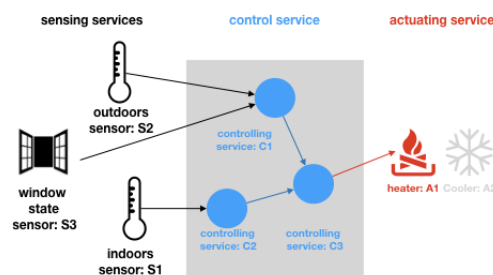 sensing services
control service
actuating service
outdoors
sensor: S2
controlling
service: C1
window
state
sensor: S3
heater: A1
Cooler: A2
controlling
service: C2
controlling
service: C3
indoors
sensor: S1